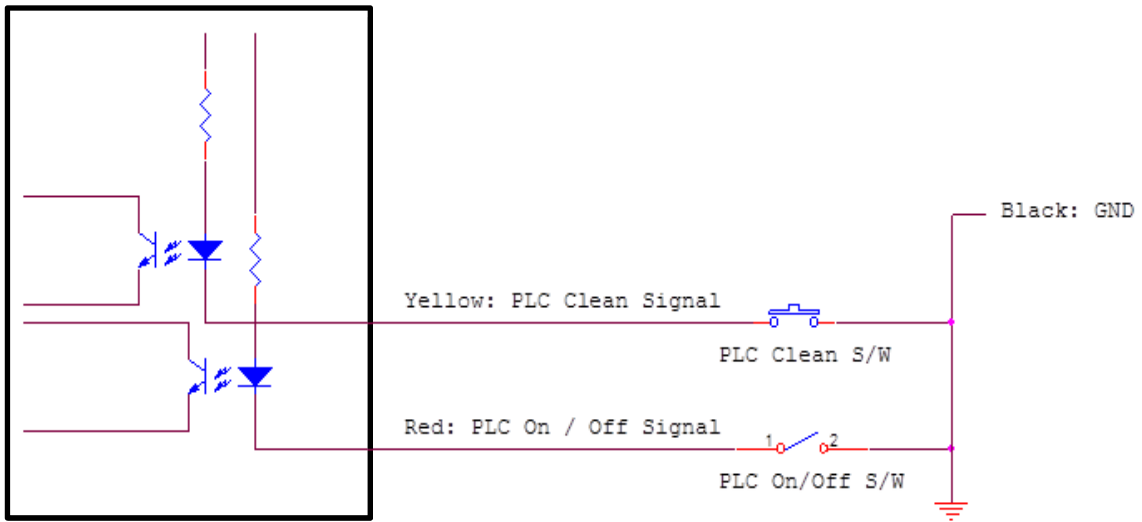 Black: GND
Yellow: PLC Clean Signal
PLC Clean S/W
Red: PLC On / Off Signal
1 2
PLC On/Off S/W